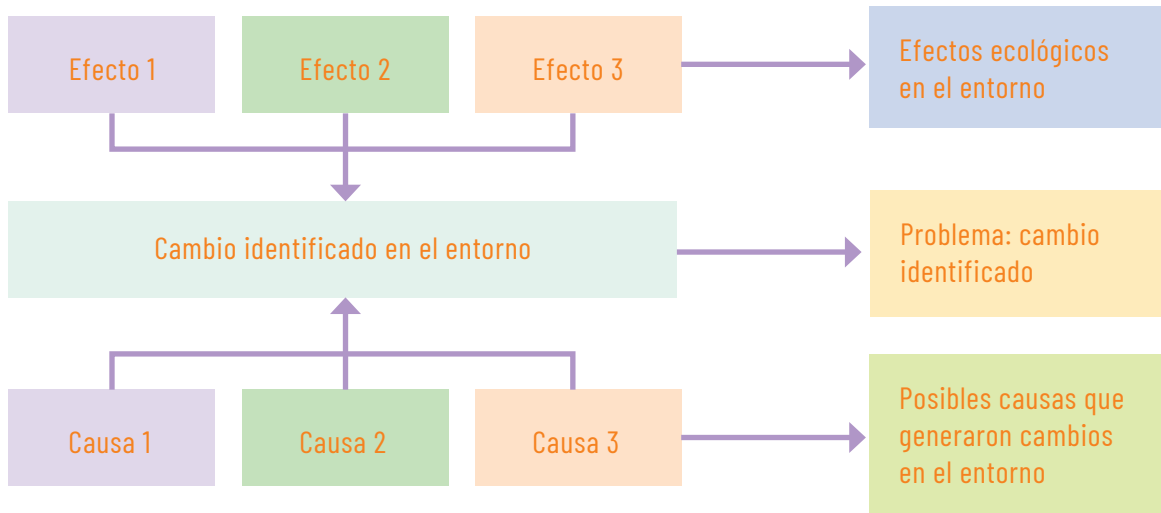 Efecto 1
Efecto 2
Efecto 3
Efectos ecológicos
en el entorno
Cambio identificado en el entorno
Problema: cambio
identificado
Causa 1
Causa 2
Causa 3
Posibles causas que
generaron cambios
en el entorno